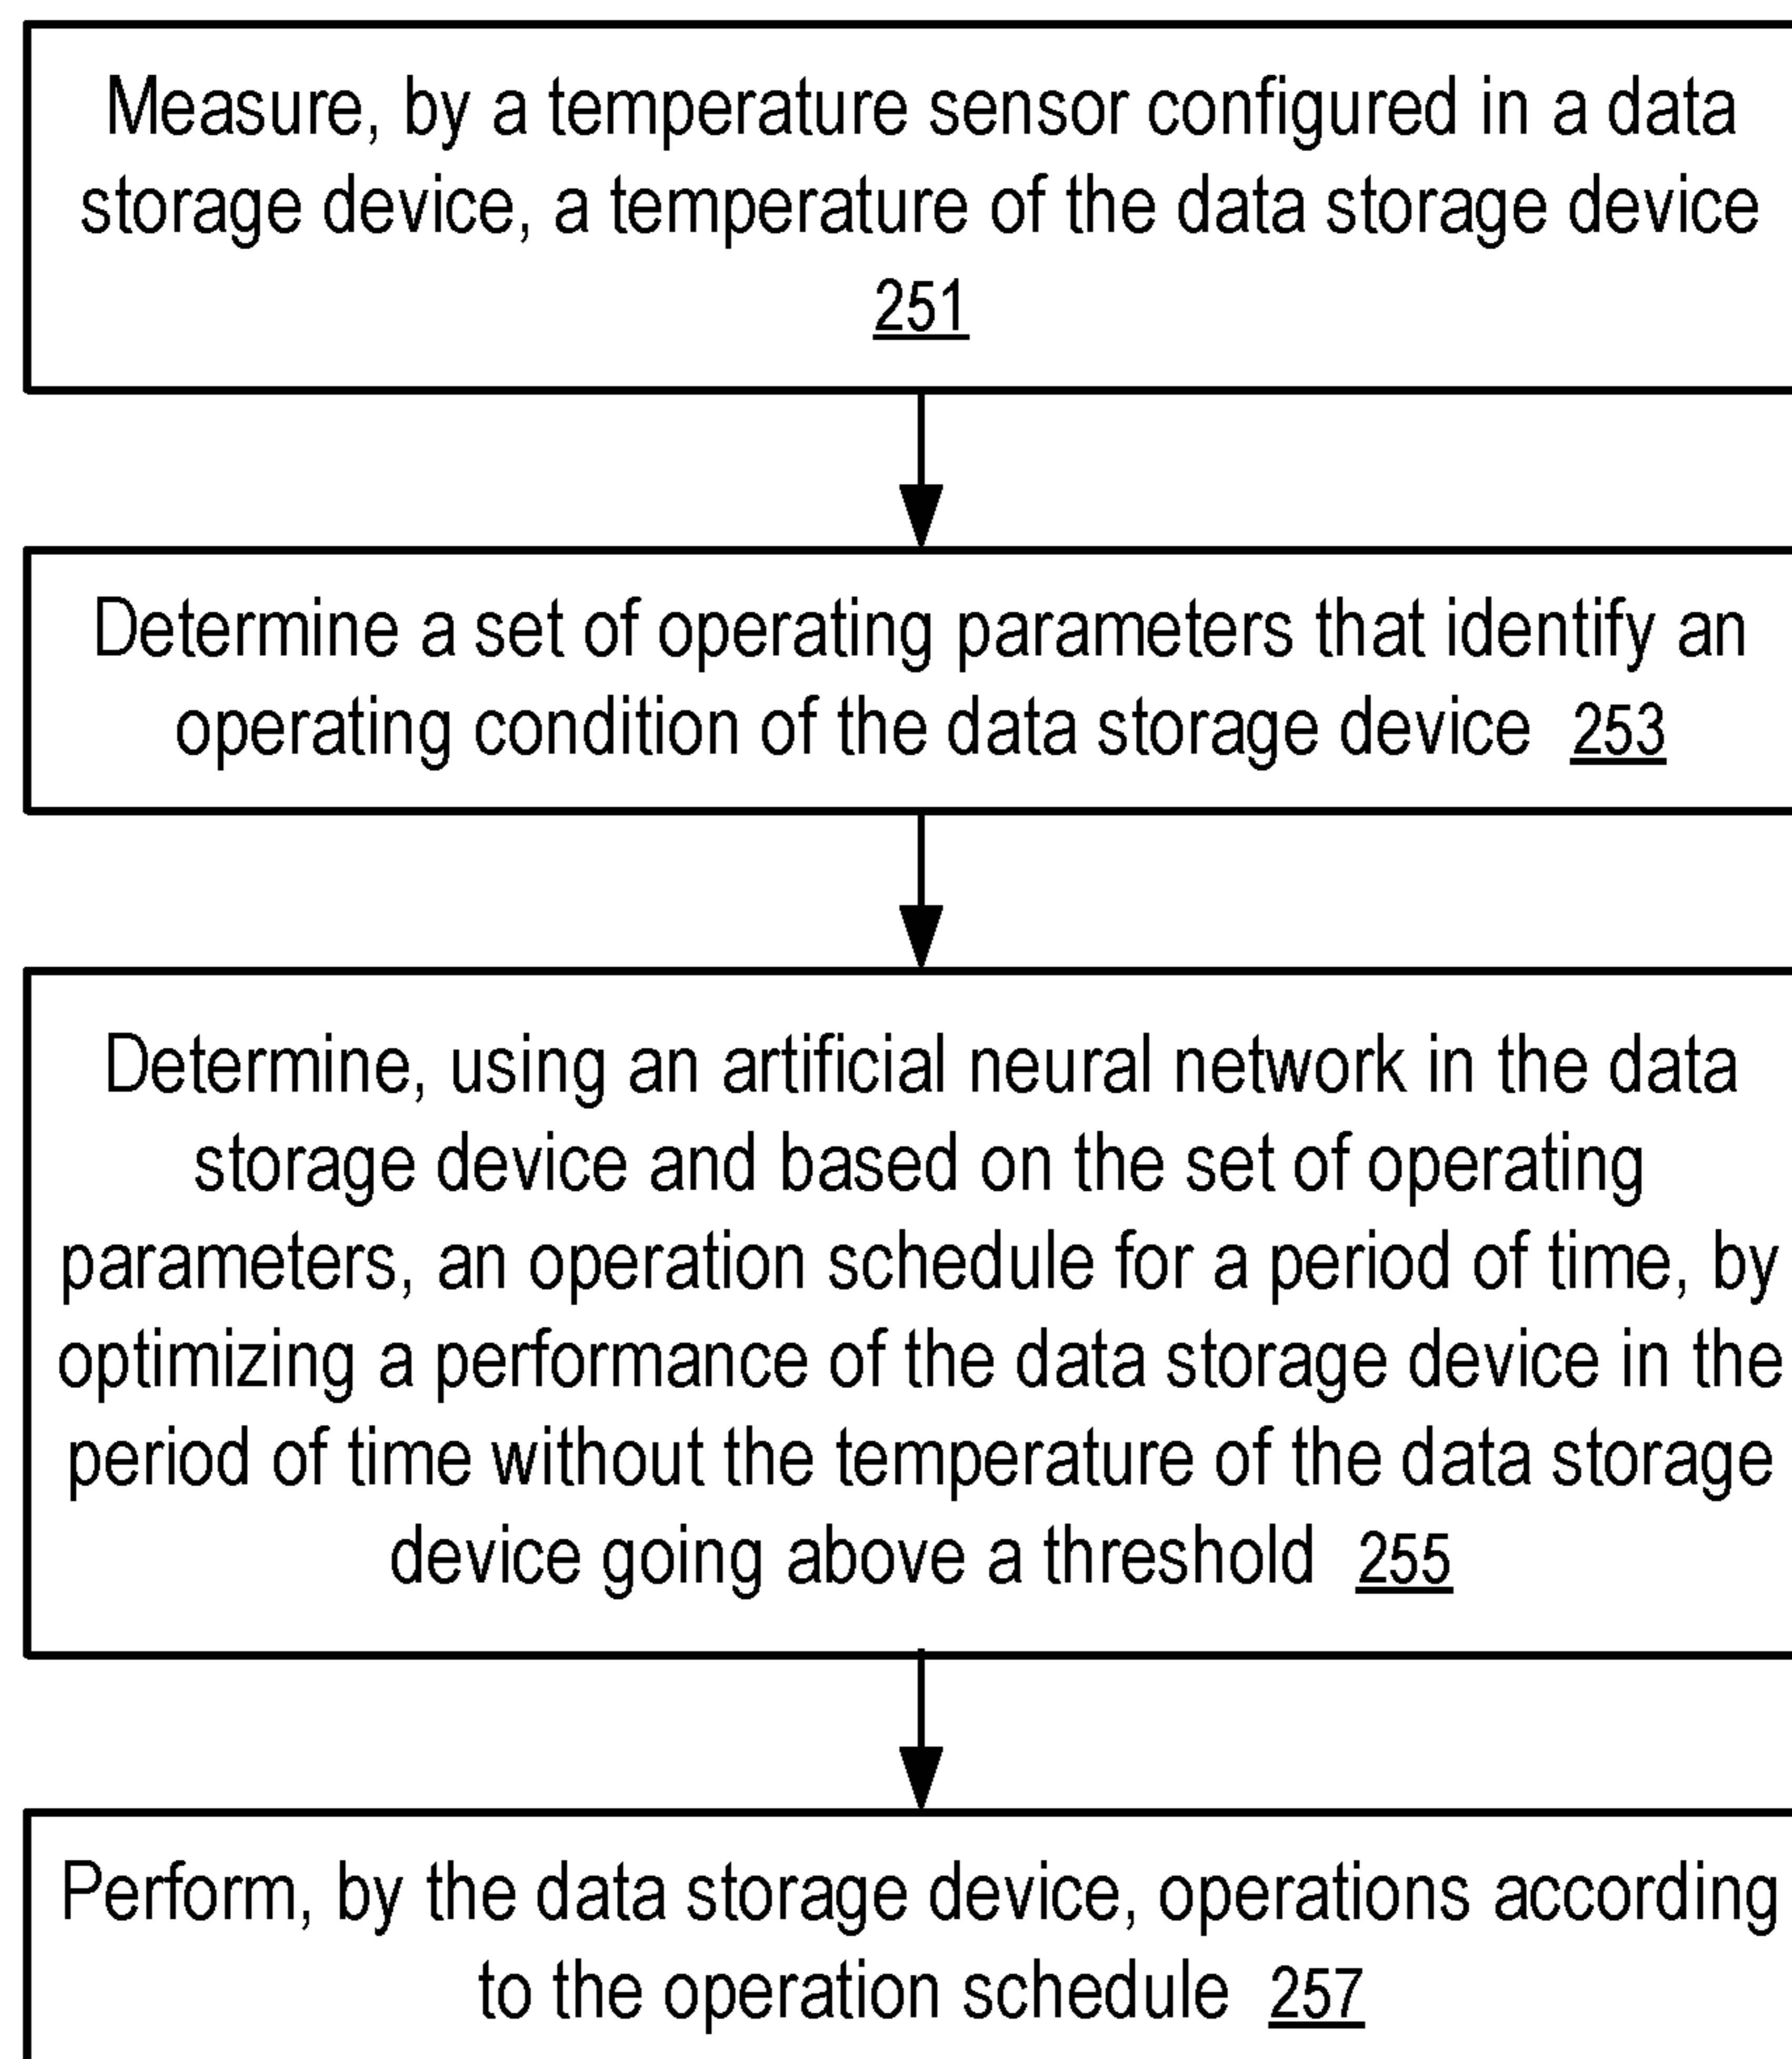 Measure, by a temperature sensor configured in a data
storage device, a temperature of the data storage device
251
Determine a set of operating parameters that identify an
operating condition of the data storage device 253
Determine, using an artificial neural network in the data
storage device and based on the set of operating
parameters, an operation schedule for a period of time, by
optimizing a performance of the data storage device in the
period of time without the temperature of the data storage
device going above a threshold 255
Perform, by the data storage device, operations according
to the operation schedule 257